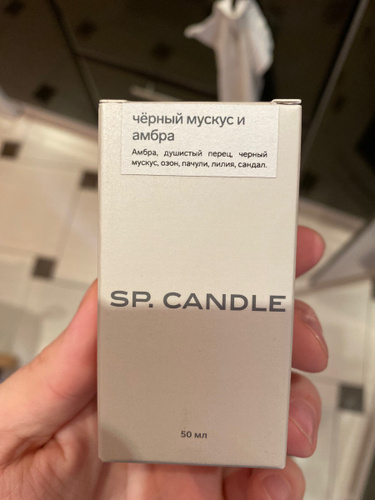 чёрный мускус и
амбра
Амбра, душистый перец, черный
мускус, озон, пачули, лилия, сандал.
SP. CANDLE
50 мл